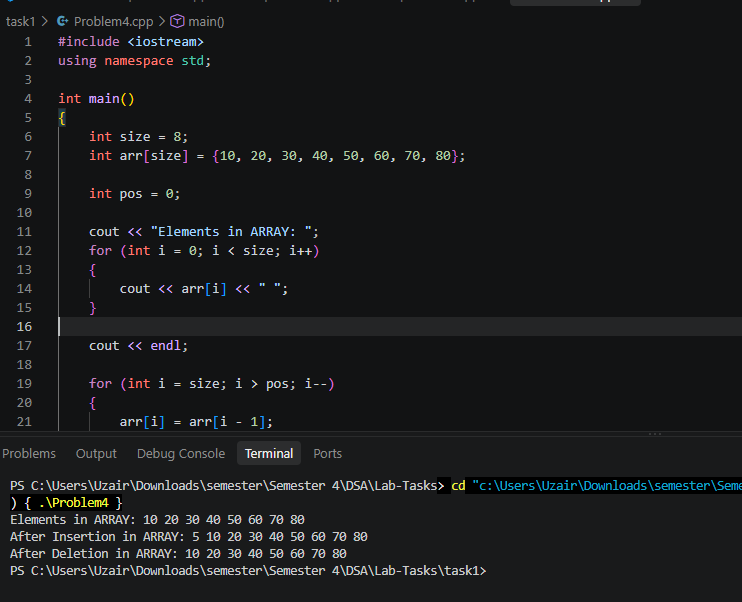 task1 > Problem4.cpp > main()
1 #include <iostream>
2 using namespace std;
3
4 int main()
5 {
6 int size = 8;
7 int arr[size] = {10, 20, 30, 40, 50, 60, 70, 80};
8
9 int pos = 0;
10
11 cout << "Elements in ARRAY: ";
12 for (int i = 0; i < size; i++)
13 {
14 cout << arr[i] << " ";
15 }
16
17 cout << endl;
18
19 for (int i = size; i > pos; i--)
20 {
21 arr[i] = arr[i - 1];
Problems Output Debug Console Terminal Ports
PS C:\Users\Uzair\Downloads\semester\Semester 4\DSA\Lab-Tasks> cd "c:\Users\Uzair\Downloads\semester\Seme
) { .\Problem4 }
Elements in ARRAY: 10 20 30 40 50 60 70 80
After Insertion in ARRAY: 5 10 20 30 40 50 60 70 80
After Deletion in ARRAY: 10 20 30 40 50 60 70 80
PS C:\Users\Uzair\Downloads\semester\Semester 4\DSA\Lab-Tasks\task1>